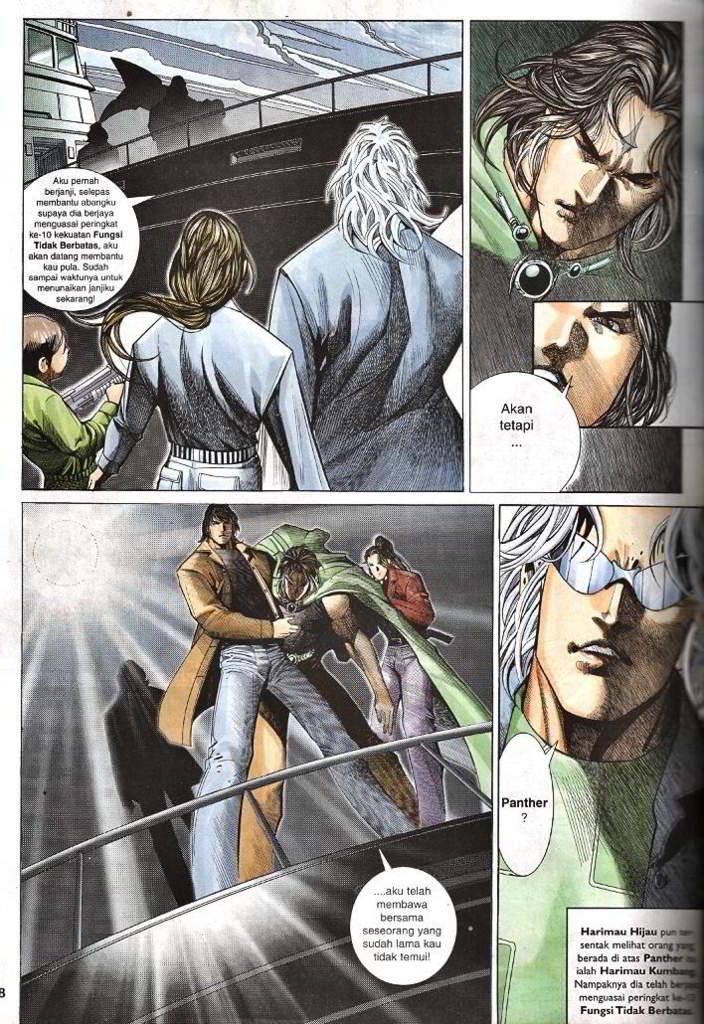 Aku pernah
berjanji, selepas
membantu abangku
supaya dia berjaya
menguasai peringkat
ke-10 kekuatan Fungsi
Tidak Berbatas, aku
akan datang membantu
kau pula. Sudah
sampai waktunya untuk
menunaikan janjiku
sekarang!
Akan
tetapi
...
....aku telah
membawa
bersama
seseorang yang
sudah lama kau
tidak temui!
Panther
?
Harimau Hijau pun
sentak melihat orang yang
berada di atas Panther
ialah Harimau Kumbang.
Nampaknya dia telah
menguasai peringkat ke-10
Fungsi Tidak Berbatas.
8